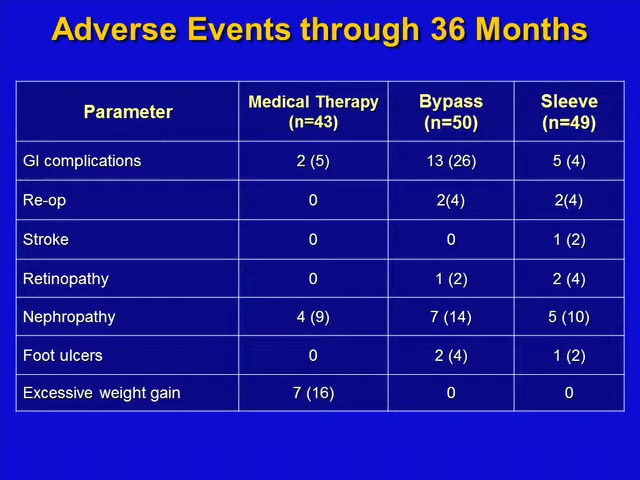 Adverse Events through 36 Months
Parameter Medical Therapy (n=43) Bypass (n=50) Sleeve (n=49)
GI complications 2 (5) 13 (26) 5 (4)
Re-op 0 2(4) 2(4)
Stroke 0 0 1 (2)
Retinopathy 0 1 (2) 2 (4)
Nephropathy 4 (9) 7 (14) 5 (10)
Foot ulcers 0 2 (4) 1 (2)
Excessive weight gain 7 (16) 0 0